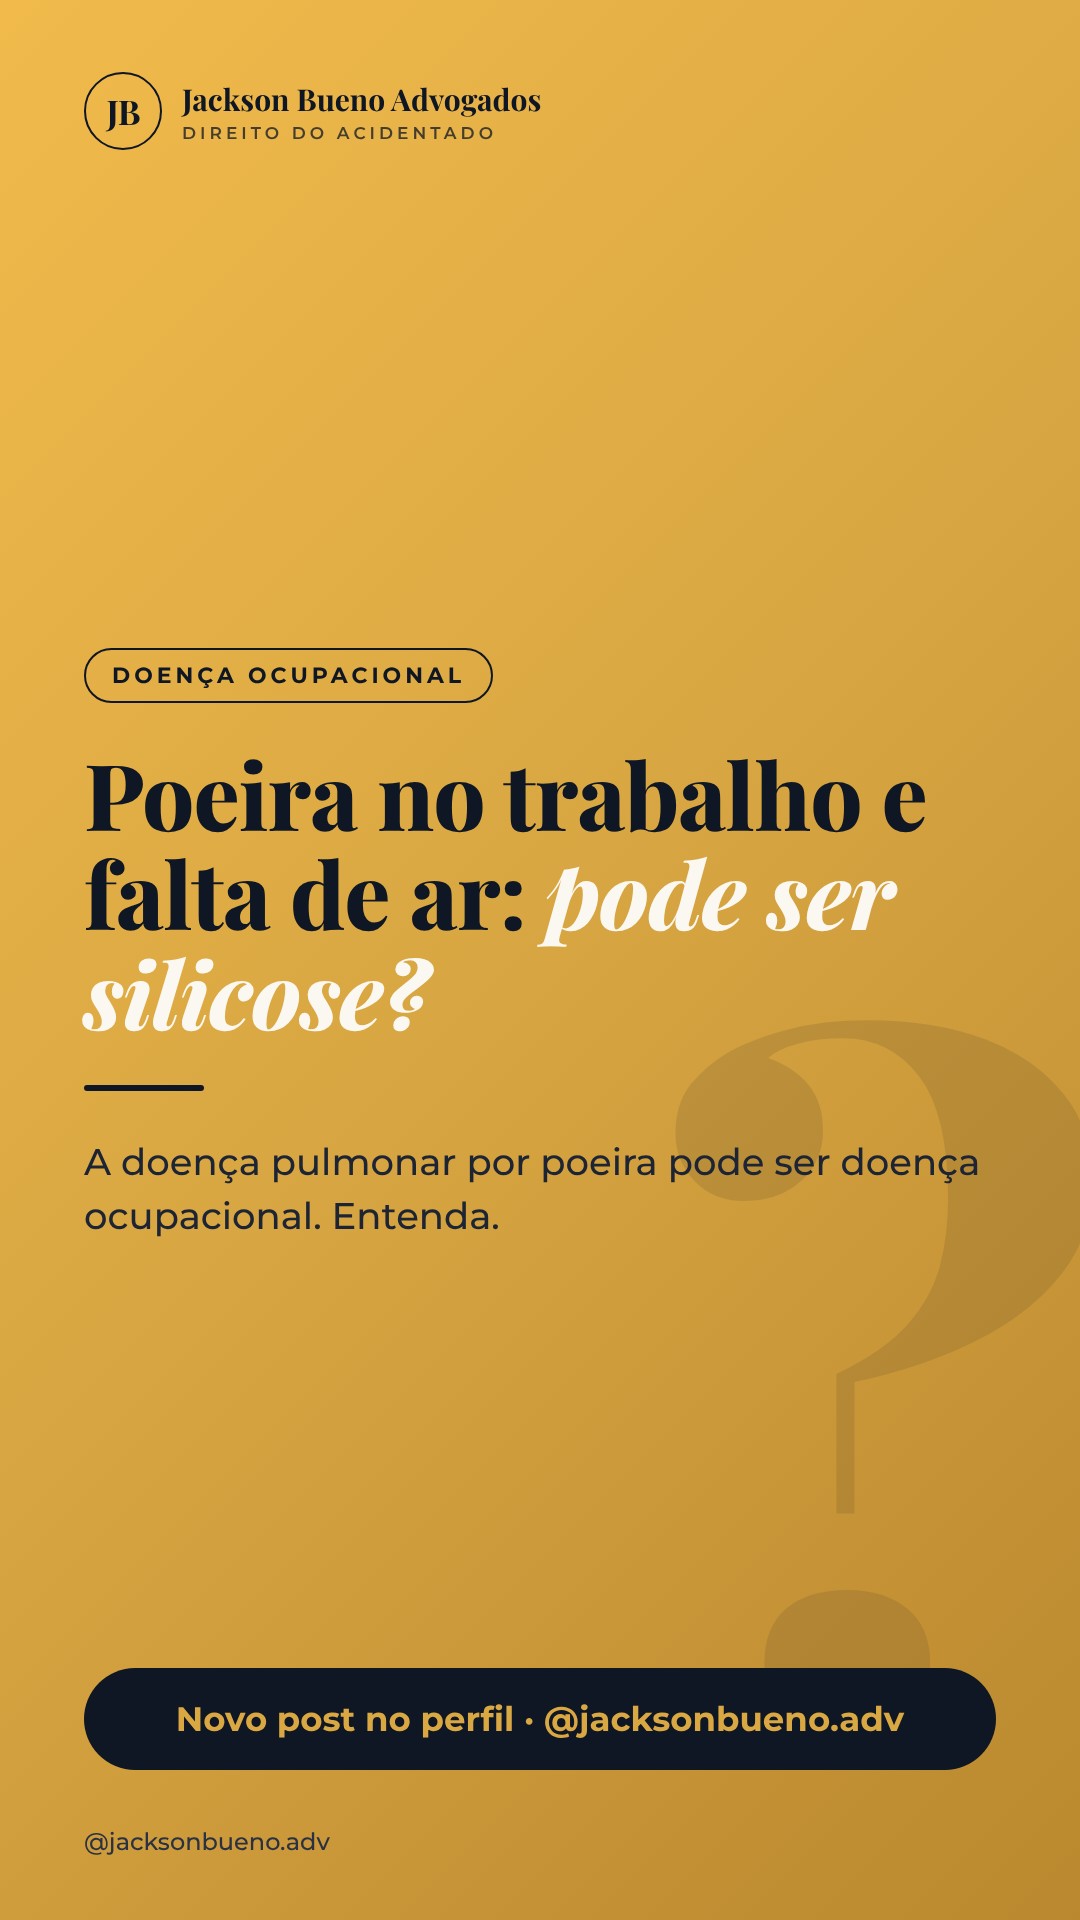 JB
Jackson Bueno Advogados
DIREITO DO ACIDENTADO
DOENÇA OCUPACIONAL
Poeira no trabalho e
falta de ar: pode ser
silicose?
?
A doença pulmonar por poeira pode ser doença
ocupacional. Entenda.
Novo post no perfil · @jacksonbueno.adv
@jacksonbueno.adv